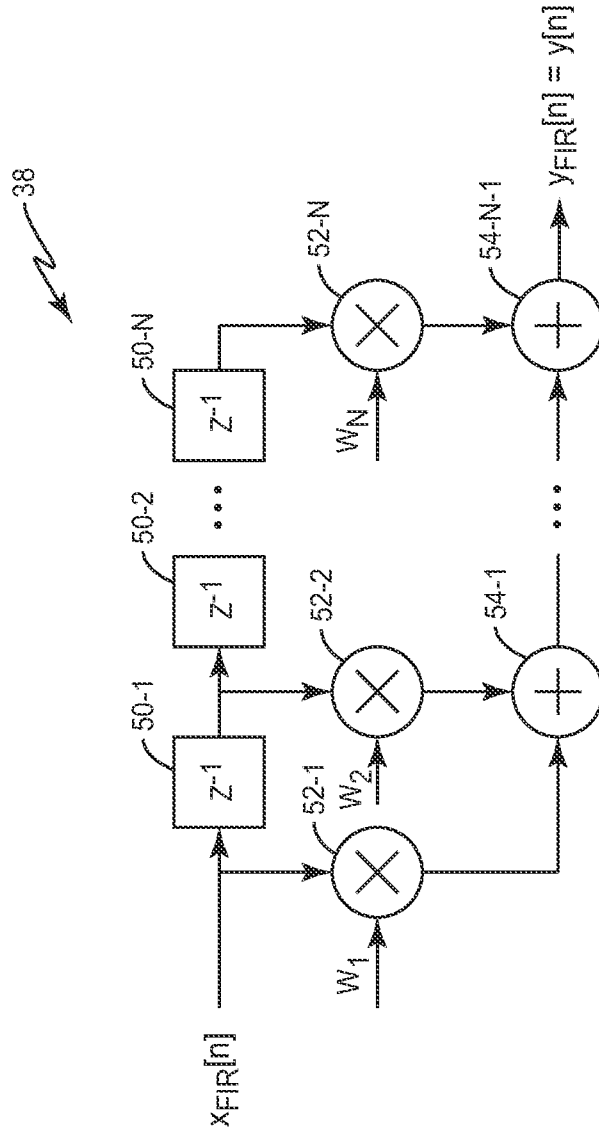 38
50-1
50-2
50-N
z-1
z-1
• • •
z-1
xFIR[n]
52-1
52-2
52-N
W1
W2
WN
54-1
54-N-1
• • •
yFIR[n] = y[n]